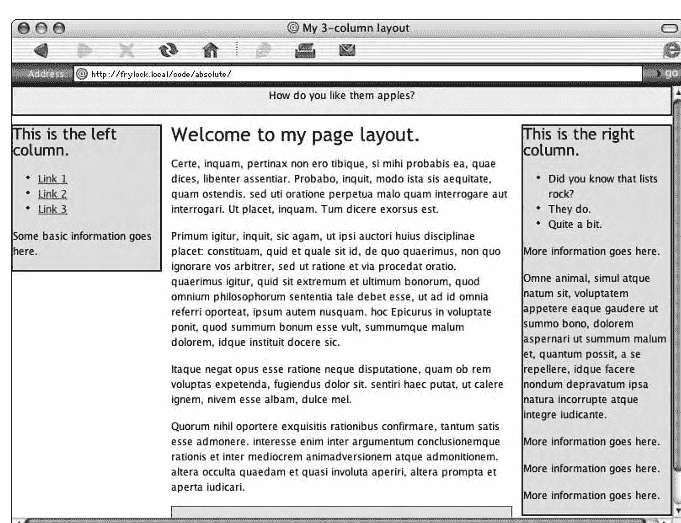 @ My 3-column layout
Address: @ http://frylock.local/code/absolute/ go
How do you like them apples?
This is the left
column.
• Link 1
• Link 2
• Link 3
Some basic information goes
here.
Welcome to my page layout.
Certe, inquam, pertinax non ero tibique, si mihi probabis ea, quae
dices, libenter assentiar. Probabo, inquit, modo ista sis aequitate,
quam ostendis. sed uti oratione perpetua malo quam interrogare aut
interrogari. Ut placet, inquam. Tum dicere exorsus est.
Primum igitur, inquit, sic agam, ut ipsi auctori huius disciplinae
placet: constituam, quid et quale sit id, de quo quaerimus, non quo
ignorare vos arbitrer, sed ut ratione et via procedat oratio.
quaerimus igitur, quid sit extremum et ultimum bonorum, quod
omnium philosophorum sententia tale debet esse, ut ad id omnia
referri oporteat, ipsum autem nusquam. hoc Epicurus in voluptate
ponit, quod summum bonum esse vult, summumque malum
dolorem, idque instituit docere sic.
Itaque negat opus esse ratione neque disputatione, quam ob rem
voluptas expetenda, fugiendus dolor sit. sentiri haec putat, ut calere
ignem, nivem esse albam, dulce mel.
Quorum nihil oportere exquisitis rationibus confirmare, tantum satis
esse admonere. interesse enim inter argumentum conclusionemque
rationis et inter mediocrem animadversionem atque admonitionem.
altera occulta quaedam et quasi involuta aperiri, altera prompta et
aperta iudicari.
This is the right
column.
• Did you know that lists
rock?
• They do.
• Quite a bit.
More information goes here.
Omne animal, simul atque
natum sit, voluptatem
appetere eaque gaudere ut
summo bono, dolorem
aspernari ut summum malum
et, quantum possit, a se
repellere, idque facere
nondum depravatum ipsa
natura incorrupte atque
integre iudicante.
More information goes here.
More information goes here.
More information goes here.